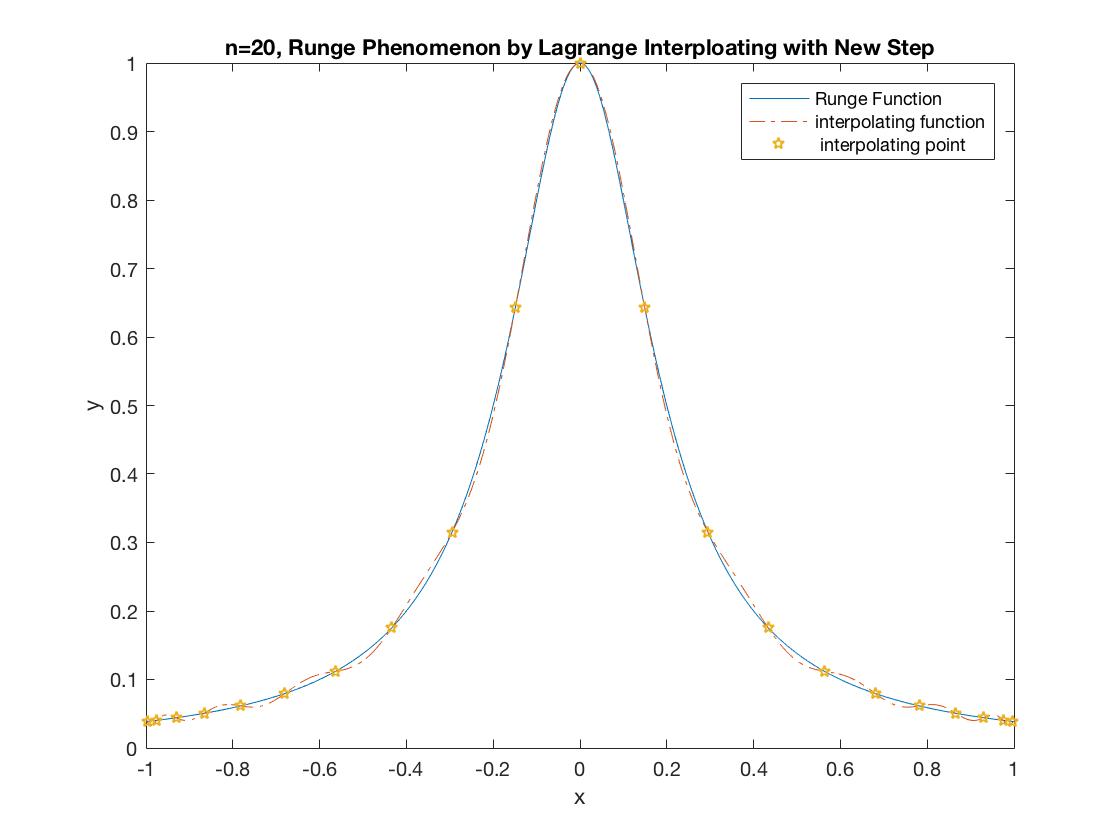 n=20, Runge Phenomenon by Lagrange Interploating with New Step
Runge Function
interpolating function
interpolating point
y
1
0.9
0.8
0.7
0.6
0.5
0.4
0.3
0.2
0.1
0
-1 -0.8 -0.6 -0.4 -0.2 0 0.2 0.4 0.6 0.8 1
x